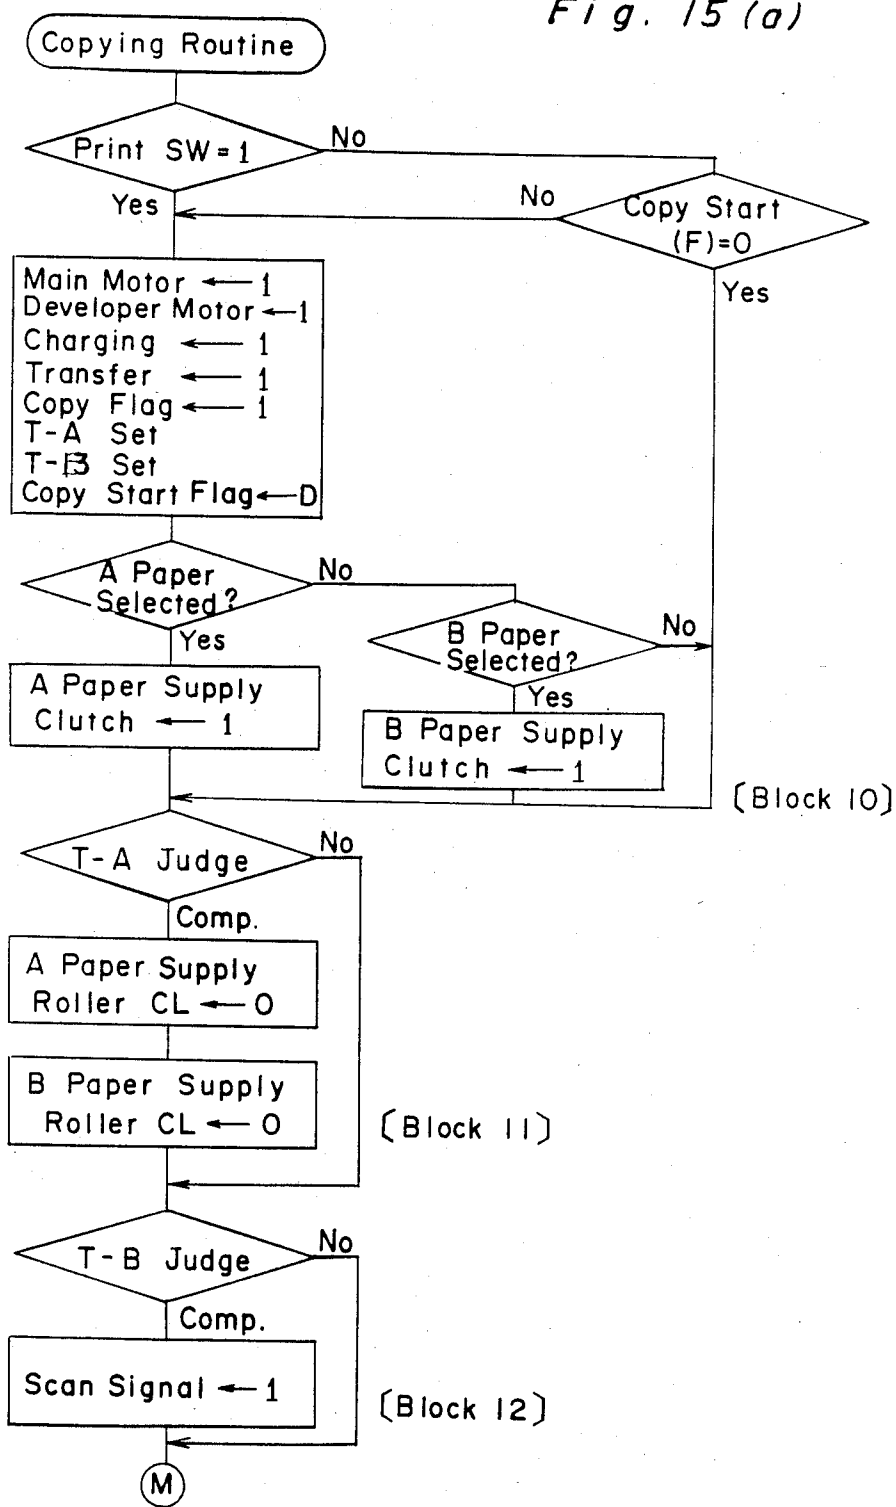 Fig. 15 (a)
Copying Routine
Print SW=1
No
Yes
No
Copy Start
(F)=0
Yes
Main Motor ← 1
Developer Motor ← 1
Charging ← 1
Transfer ← 1
Copy Flag ← 1
T-A Set
T-B Set
Copy Start Flag ← D
A Paper
Selected?
No
Yes
B Paper
Selected?
No
Yes
A Paper Supply
Clutch ← 1
B Paper Supply
Clutch ← 1
[Block 10]
T-A Judge
No
Comp.
A Paper Supply
Roller CL ← 0
B Paper Supply
Roller CL ← 0
[Block 11]
T-B Judge
No
Comp.
Scan Signal ← 1
[Block 12]
M